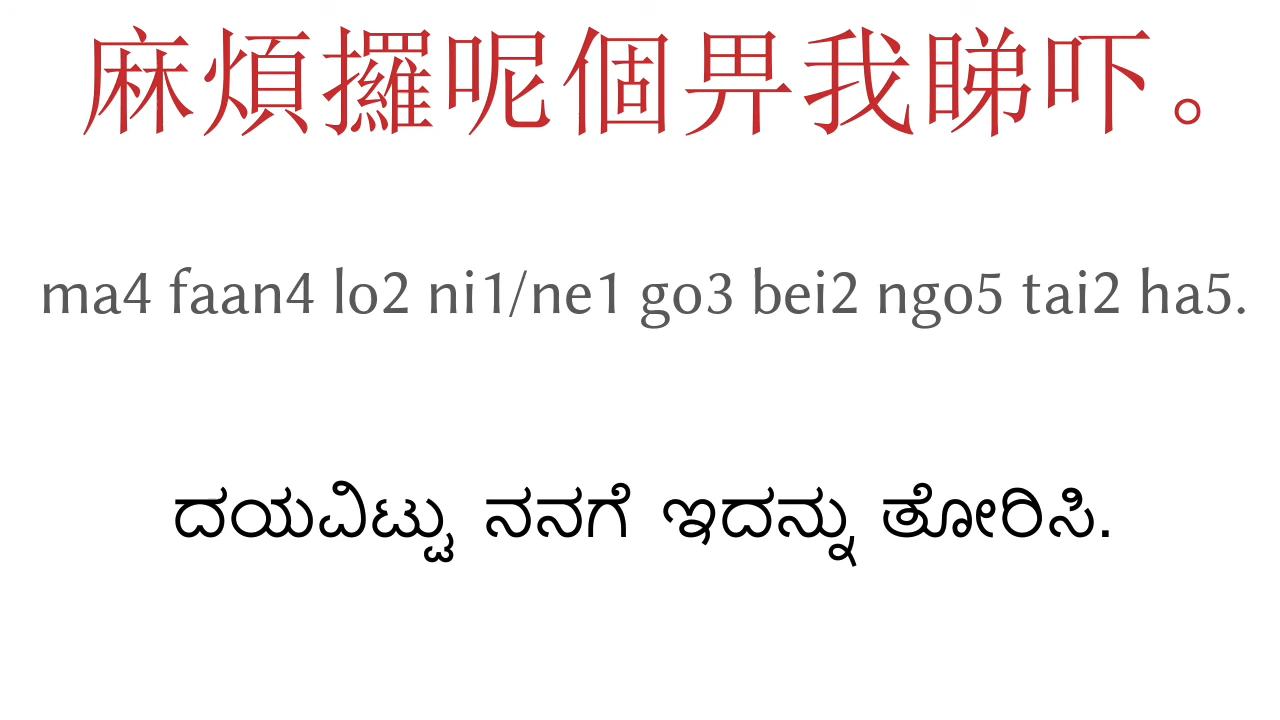 麻煩攞呢個畀我睇吓。
ma4 faan4 lo2 ni1/ne1 go3 bei2 ngo5 tai2 ha5.
ದಯವಿಟ್ಟು ನನಗೆ ಇದನ್ನು ತೋರಿಸಿ.